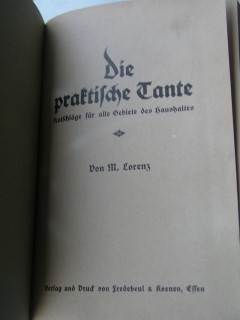 Die
praktische Tante
Ratschläge für alle Gebiete des Haushaltes
Von M. Lorenz
Verlag und Druck von Fredebeul & Koenen, Essen